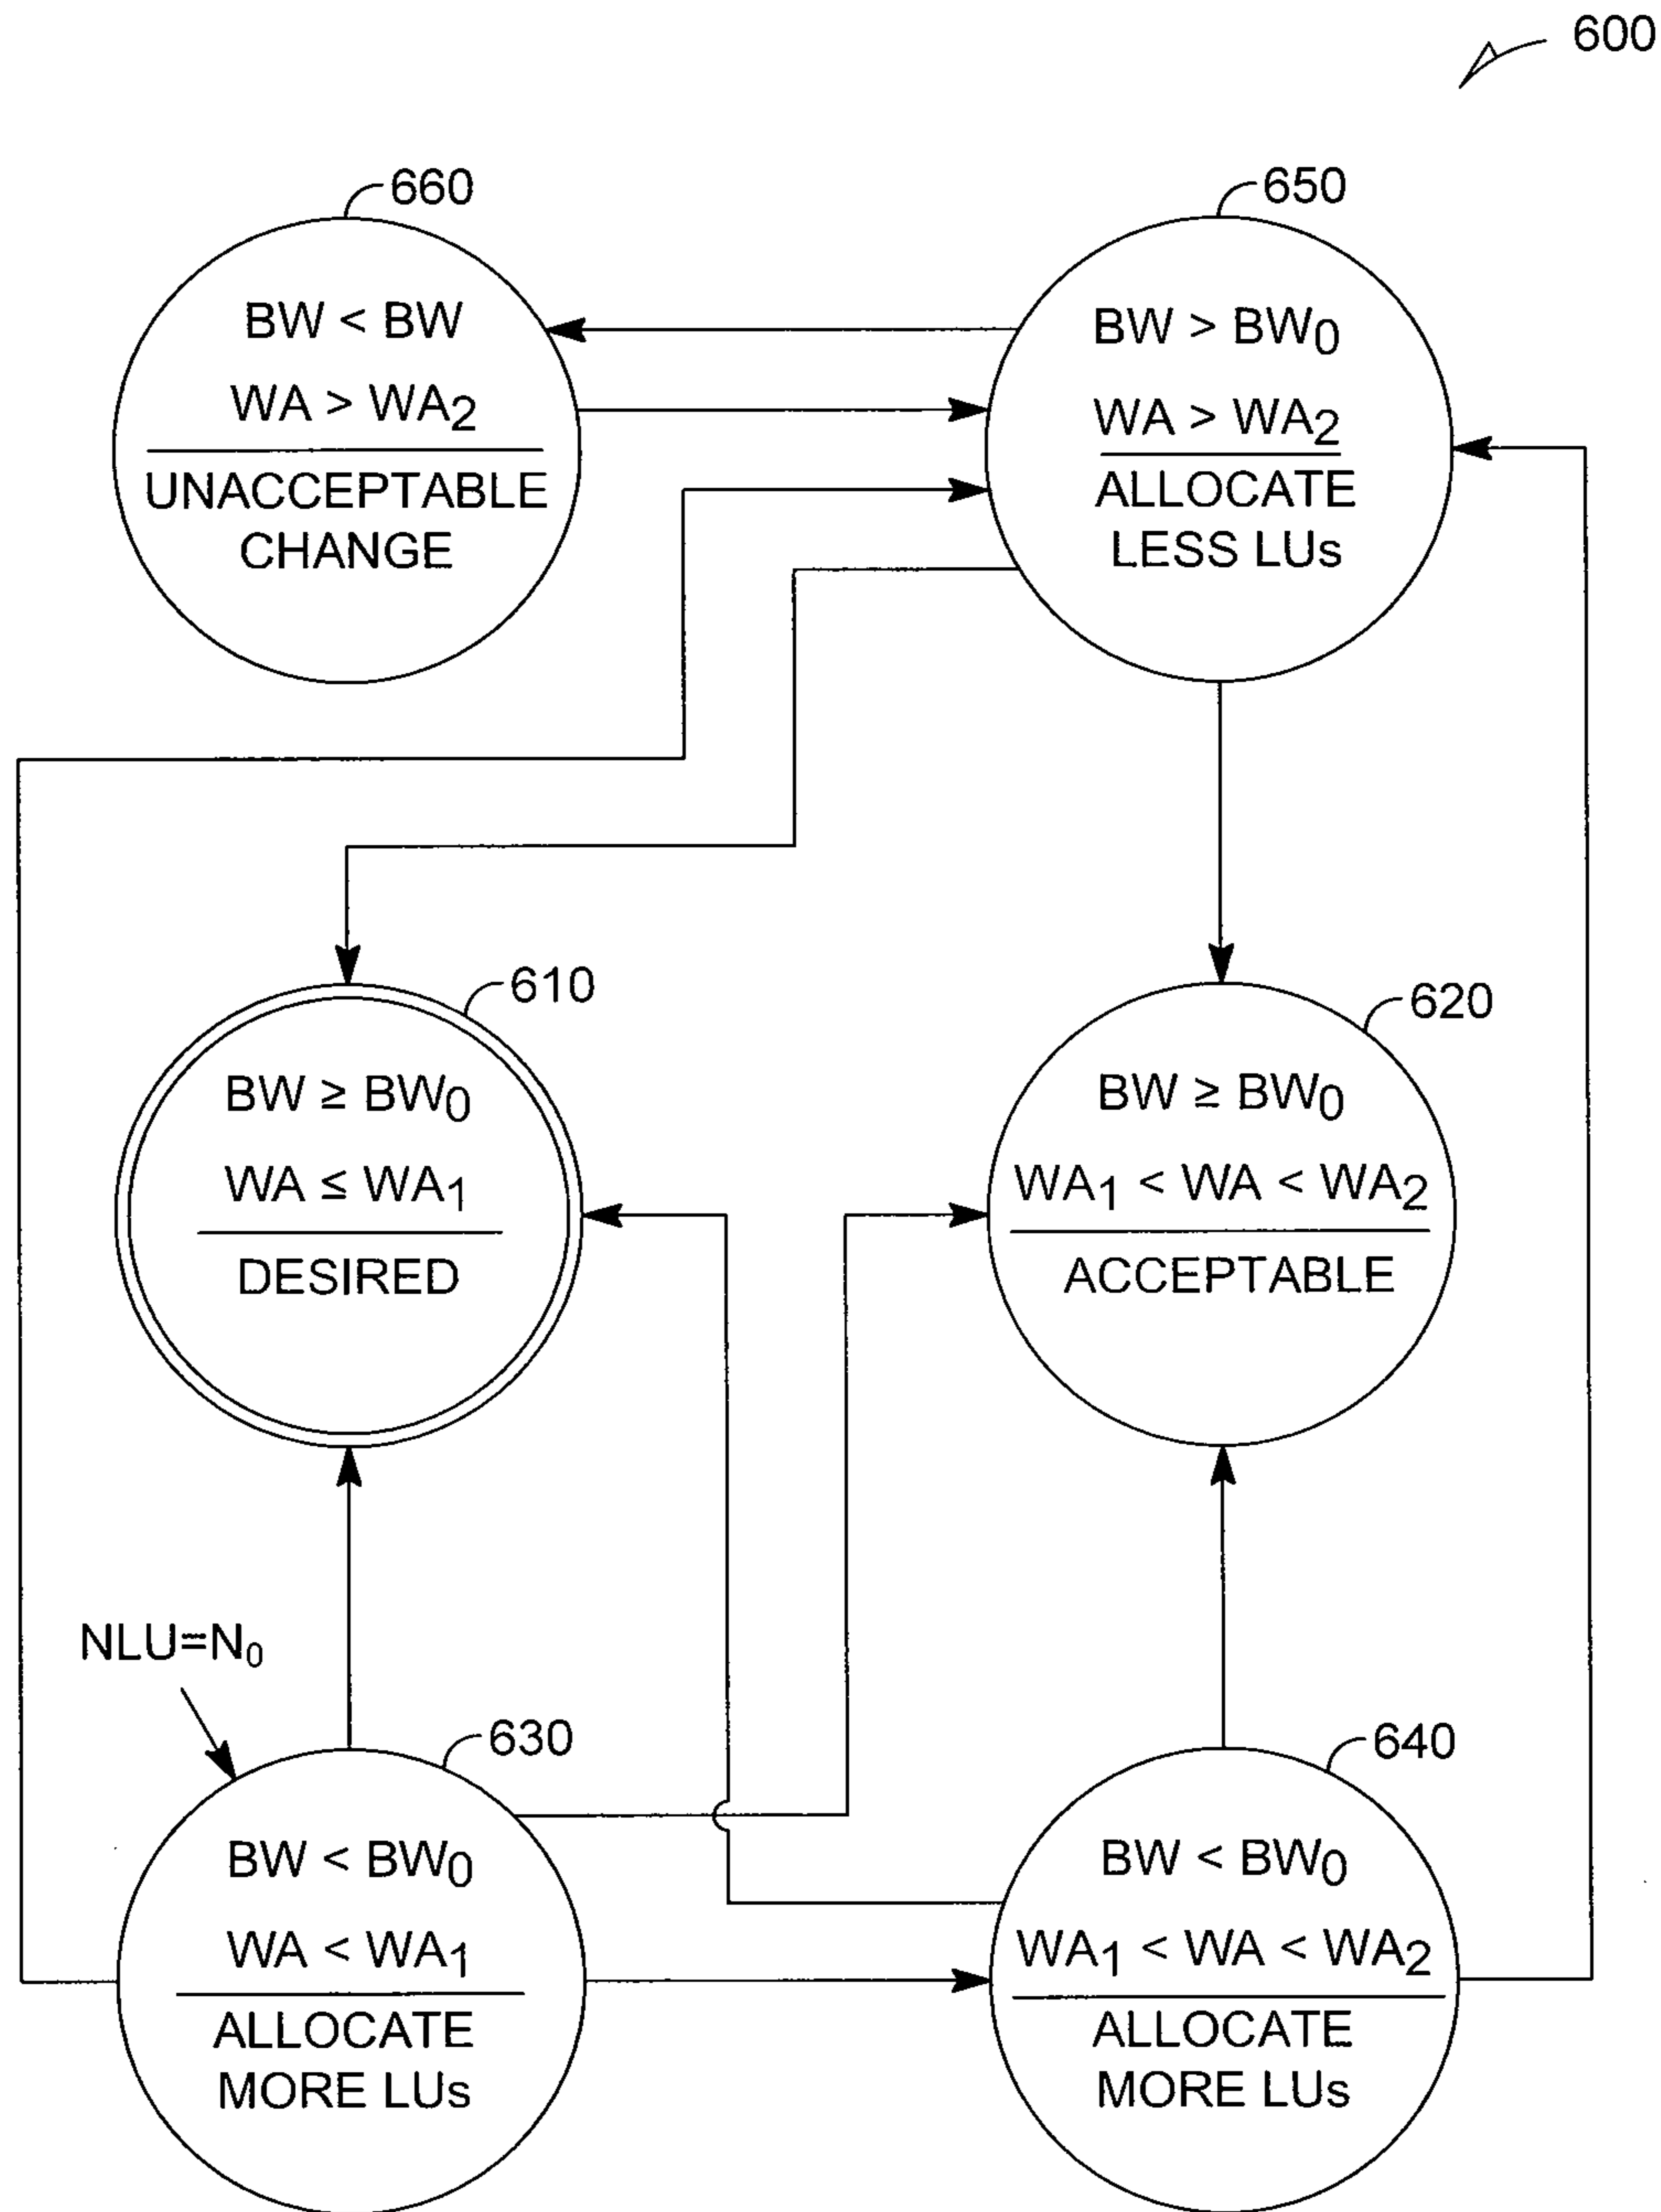 600
660
BW < BW
WA > WA₂
UNACCEPTABLE
CHANGE
650
BW > BW₀
WA > WA₂
ALLOCATE
LESS LUs
610
BW ≥ BW₀
WA ≤ WA₁
DESIRED
620
BW ≥ BW₀
WA₁ < WA < WA₂
ACCEPTABLE
NLU=N₀
630
BW < BW₀
WA < WA₁
ALLOCATE
MORE LUs
640
BW < BW₀
WA₁ < WA < WA₂
ALLOCATE
MORE LUs